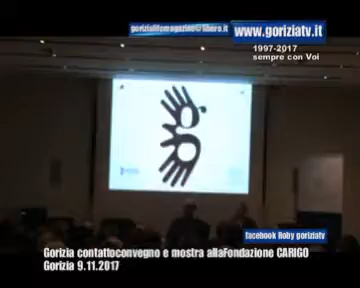 goriziallfemagazine@libero.it
www.goriziatv.it
1997-2017
sempre con Voi
facebook Roby goriziatv
Gorizia contattoconvegno e mostra allaFondazione CARIGO
Gorizia 9.11.2017